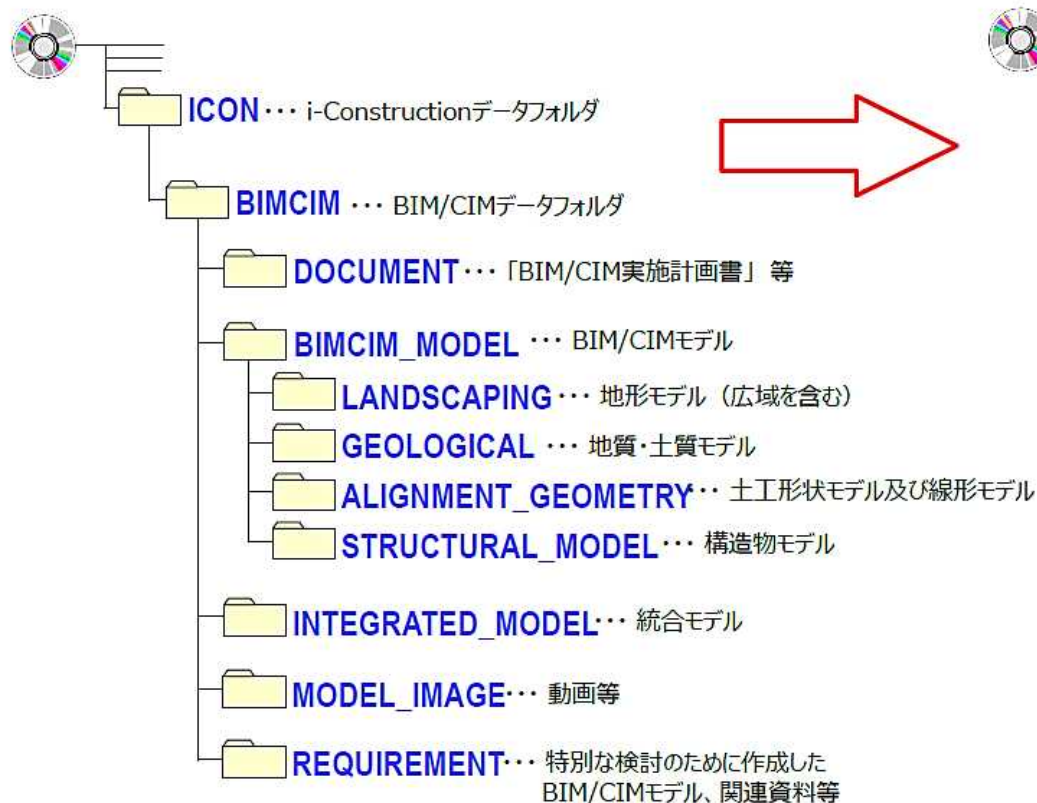 ICON··· i-Constructionデータフォルダ
BIMCIM ··· BIM/CIMデータフォルダ
DOCUMENT···「BIM/CIM実施計画書」等
BIMCIM_MODEL ··· BIM/CIMモデル
LANDSCAPING··· 地形モデル（広域を含む）
GEOLOGICAL ··· 地質・土質モデル
ALIGNMENT_GEOMETRY··· 土工形状モデル及び線形モデル
STRUCTURAL_MODEL··· 構造物モデル
INTEGRATED_MODEL··· 統合モデル
MODEL_IMAGE··· 動画等
REQUIREMENT··· 特別な検討のために作成した
BIM/CIMモデル、関連資料等